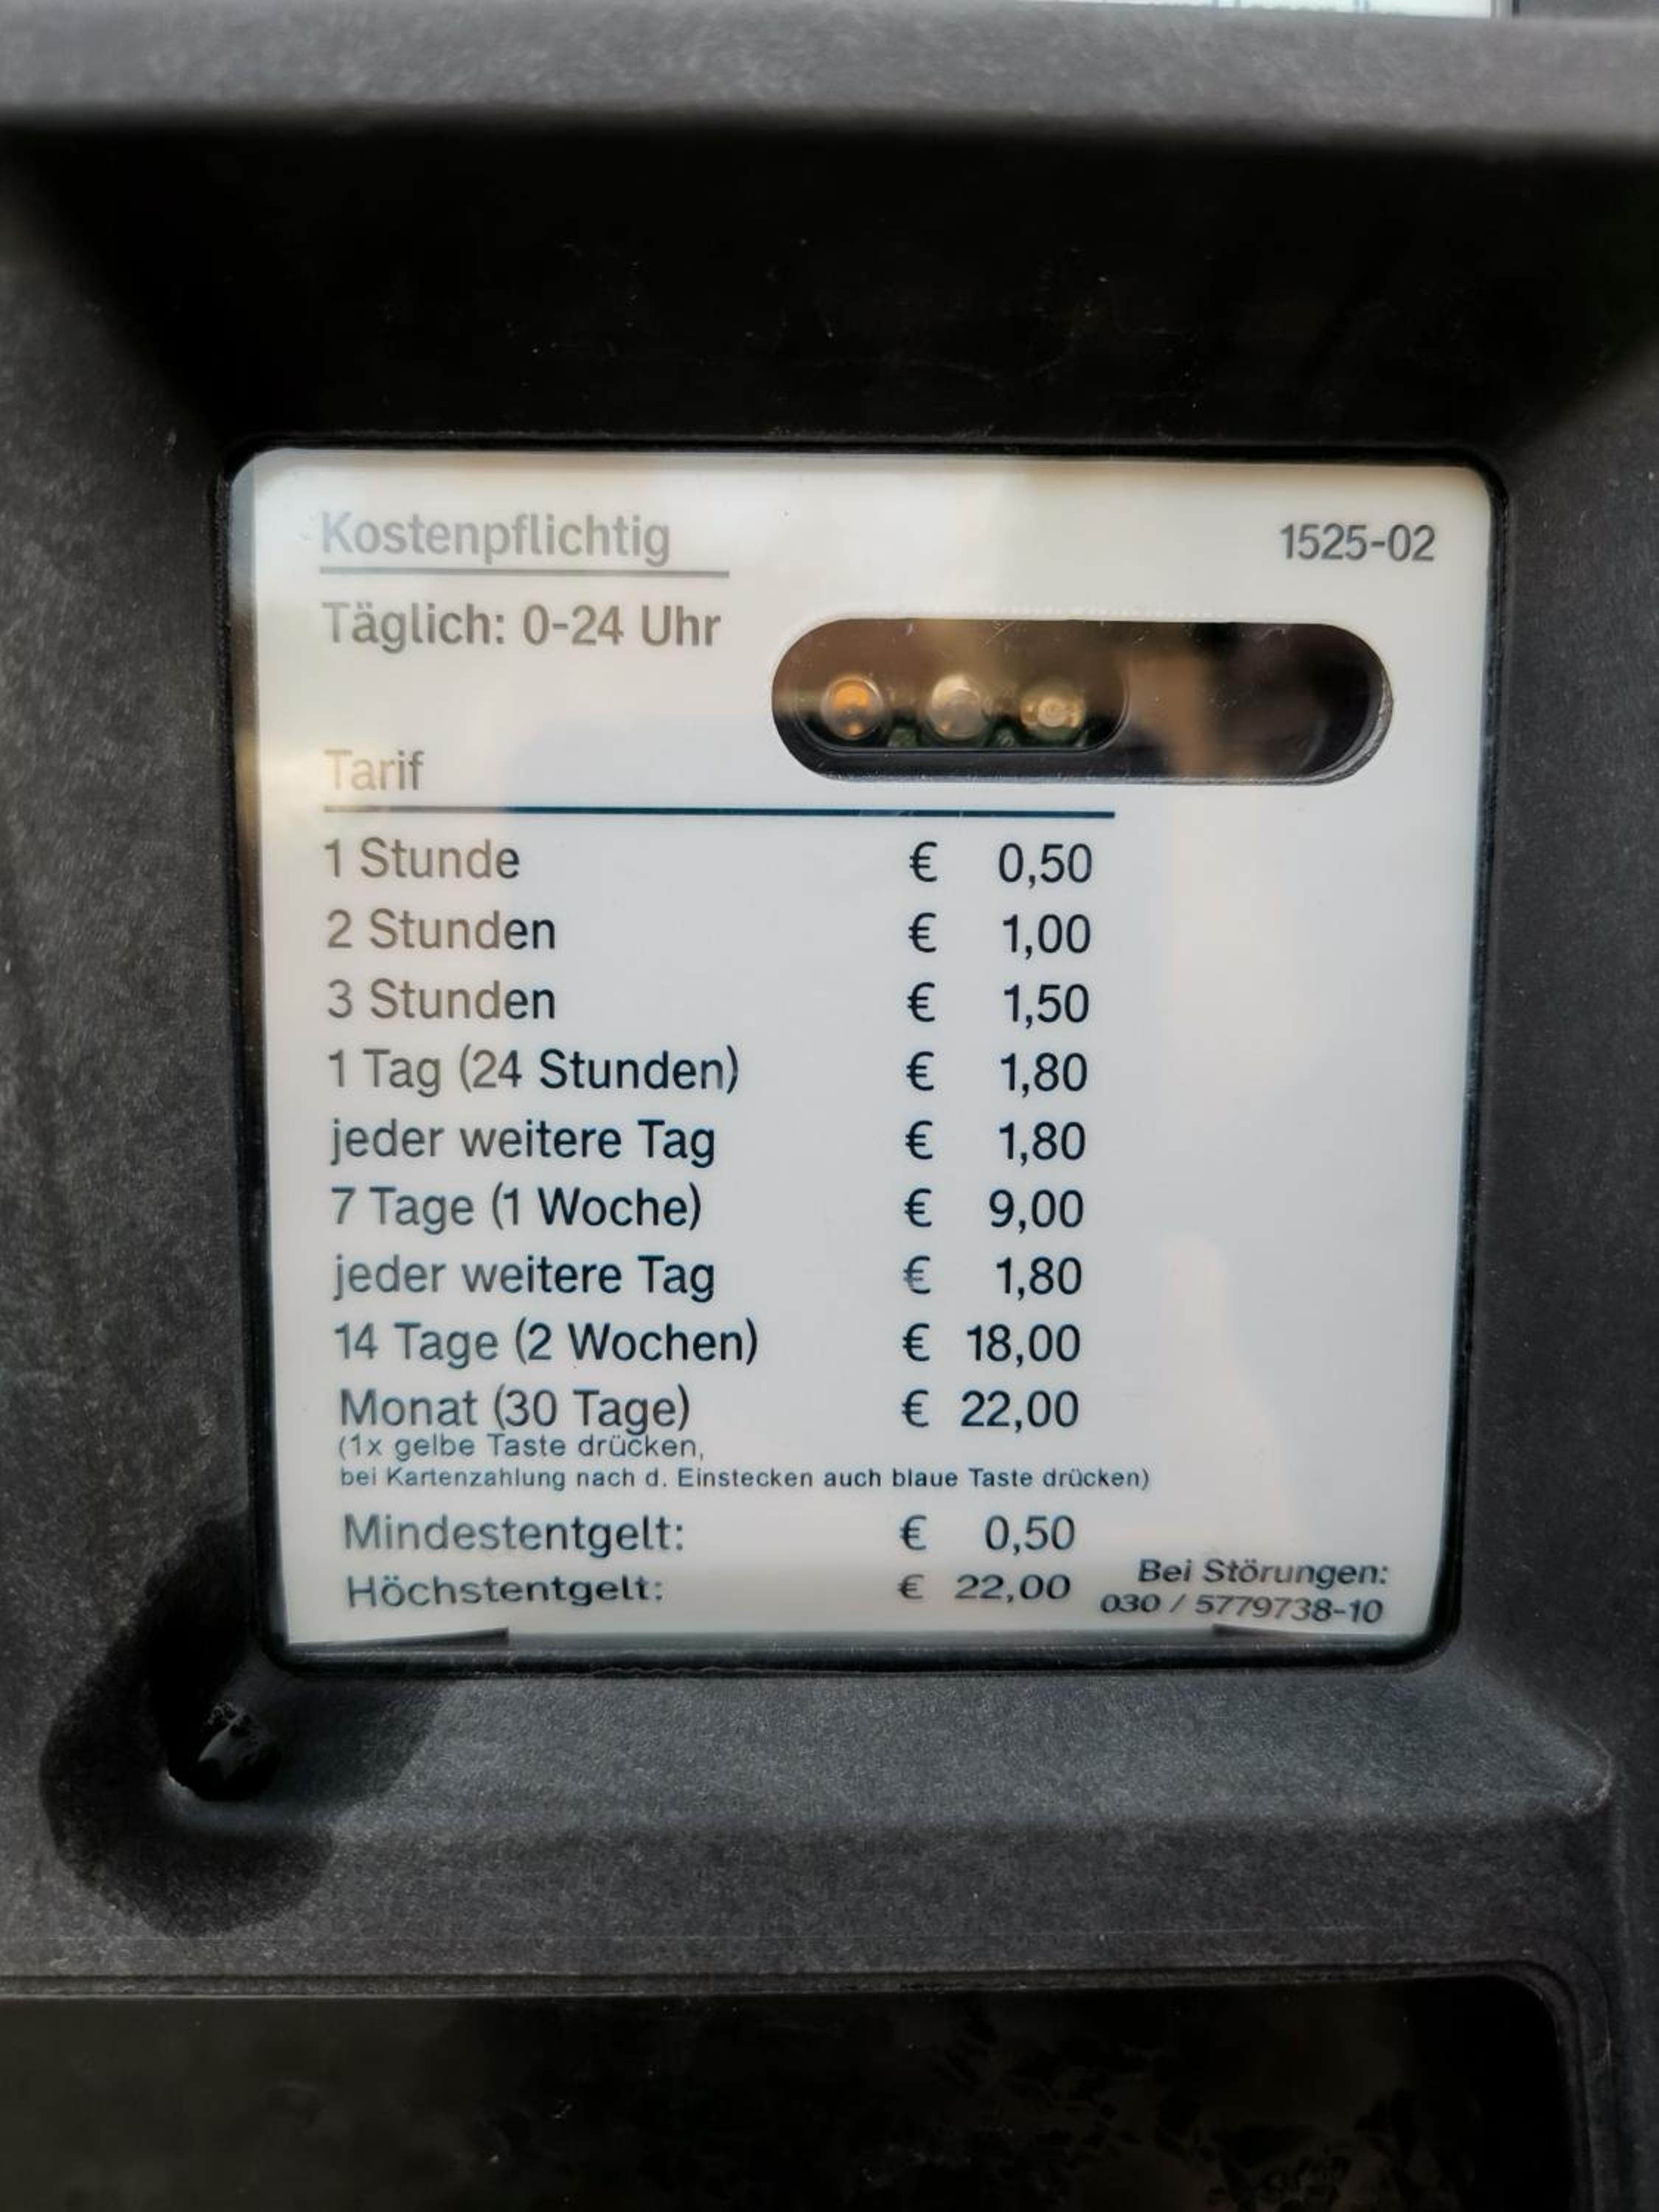 Kostenpflichtig 1525-02
Täglich: 0-24 Uhr
Tarif
1 Stunde € 0,50
2 Stunden € 1,00
3 Stunden € 1,50
1 Tag (24 Stunden) € 1,80
jeder weitere Tag € 1,80
7 Tage (1 Woche) € 9,00
jeder weitere Tag € 1,80
14 Tage (2 Wochen) € 18,00
Monat (30 Tage) € 22,00
(1x gelbe Taste drücken,
bei Kartenzahlung nach d. Einstecken auch blaue Taste drücken)
Mindestentgelt: € 0,50
Höchstentgelt: € 22,00
Bei Störungen:
030 / 5779738-10